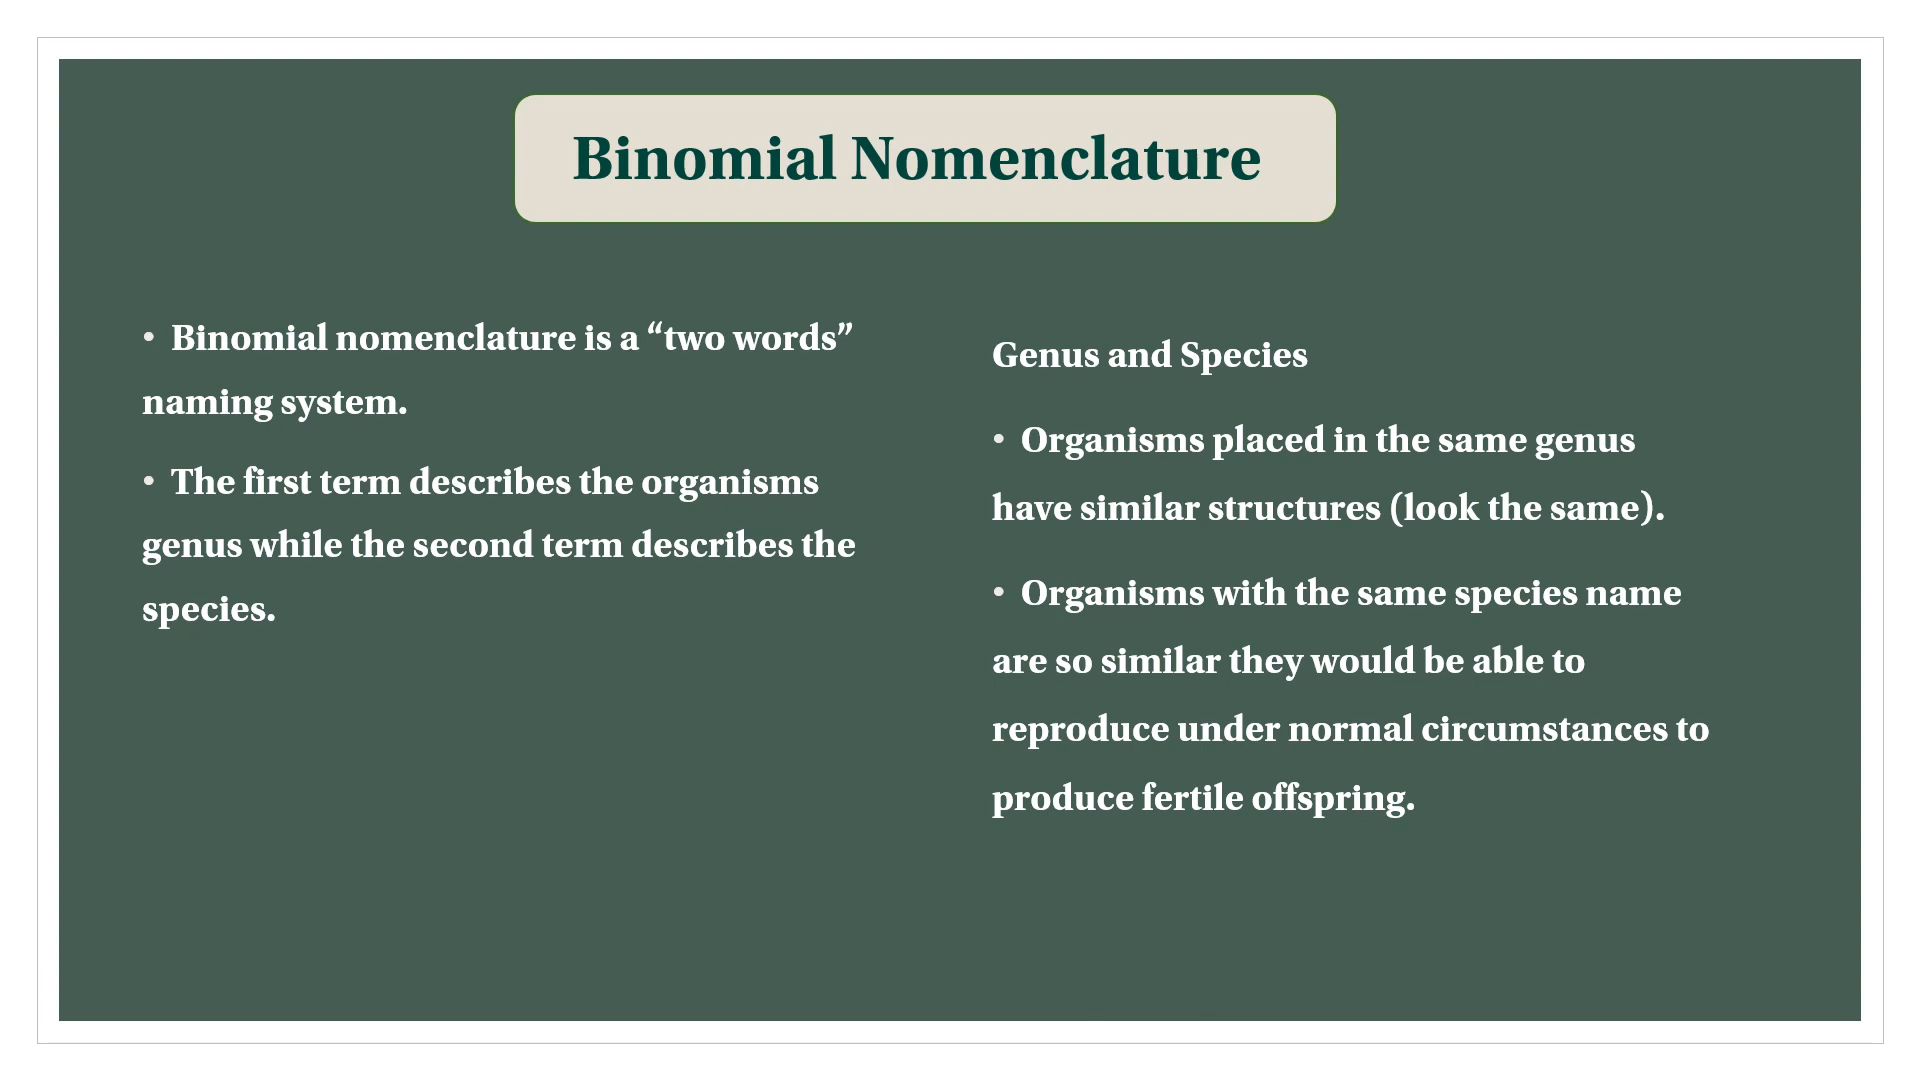 Binomial Nomenclature
• Binomial nomenclature is a “two words”
naming system.
• The first term describes the organisms
genus while the second term describes the
species.
Genus and Species
• Organisms placed in the same genus
have similar structures (look the same).
• Organisms with the same species name
are so similar they would be able to
reproduce under normal circumstances to
produce fertile offspring.